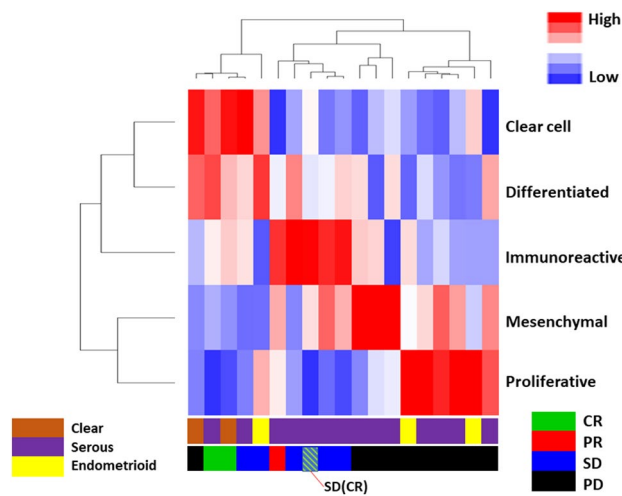 High
Low
Clear cell
Differentiated
Immunoreactive
Mesenchymal
Proliferative
Clear
Serous
Endometrioid
CR
PR
SD
PD
SD(CR)